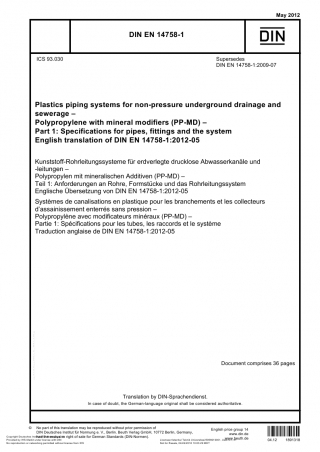 May 2012
DIN EN 14758-1
DIN
ICS 93.030
Supersedes
DIN EN 14758-1:2009-07
Plastics piping systems for non-pressure underground drainage and
sewerage –
Polypropylene with mineral modifiers (PP-MD) –
Part 1: Specifications for pipes, fittings and the system
English translation of DIN EN 14758-1:2012-05
Kunststoff-Rohrleitungssysteme für erdverlegte drucklose Abwasserkanäle und
-leitungen –
Polypropylen mit mineralischen Additiven (PP-MD) –
Teil 1: Anforderungen an Rohre, Formstücke und das Rohrleitungssystem
Englische Übersetzung von DIN EN 14758-1:2012-05
Systèmes de canalisations en plastique pour les branchements et les collecteurs
d'assainissement enterrés sans pression –
Polypropylène avec modificateurs minéraux (PP-MD) –
Partie 1: Spécifications pour les tubes, les raccords et le système
Traduction anglaise de DIN EN 14758-1:2012-05
Document comprises 36 pages
Translation by DIN-Sprachendienst.
In case of doubt, the German-language original shall be considered authoritative.
© No part of this translation may be reproduced without prior permission of
DIN Deutsches Institut für Normung e. V., Berlin. Beuth Verlag GmbH, 10772 Berlin, Germany,
has the exclusive right of sale for German Standards (DIN-Normen).
English price group 14
www.din.de
www.beuth.de